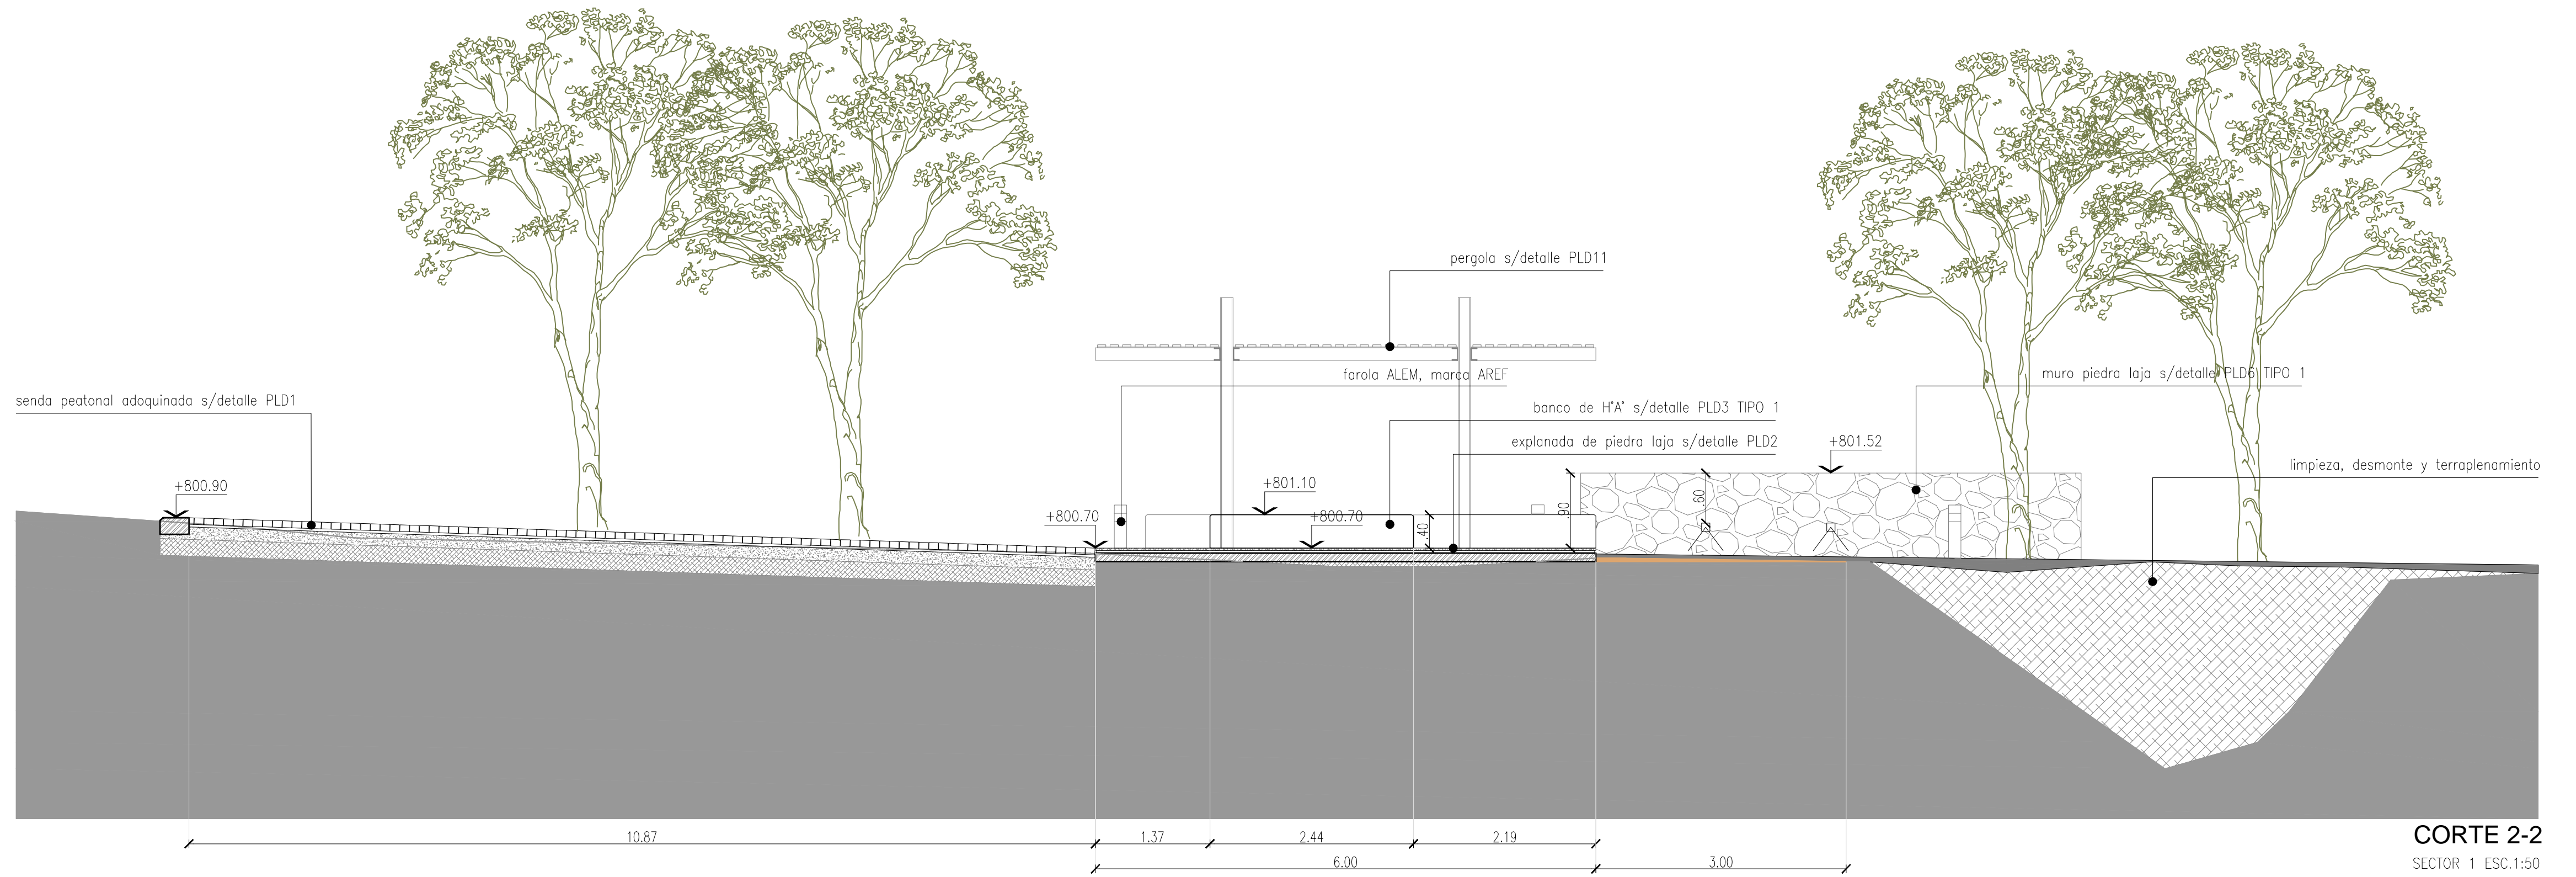 pergola s/detalle PLD11
farola ALEM, marca AREF
muro piedra laja s/detalle PLD6 TIPO 1
senda peatonal adoquinada s/detalle PLD1
banco de H°A° s/detalle PLD3 TIPO 1
explanada de piedra laja s/detalle PLD2
+801.52
limpieza, desmonte y terraplenamiento
+800.90
+801.10
.60
.90
+800.70
+800.70
.40
10.87
1.37
2.44
2.19
6.00
3.00
CORTE 2-2
SECTOR 1 ESC.1:50